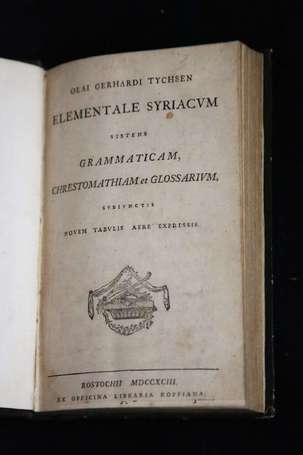 OLAI GERHARDI TYCHSEN
ELEMENTALE SYRIACVM
SISTENS
GRAMMATICAM,
CHRESTOMATHIAM et GLOSSARIVM,
SVBIVNCTIS
NOVEM TABVLIS AERE EXPRESSIS.
ROSTOCHII MDCCXCIII.
EX OFFICINA LIBRARIA KOPPIANA.